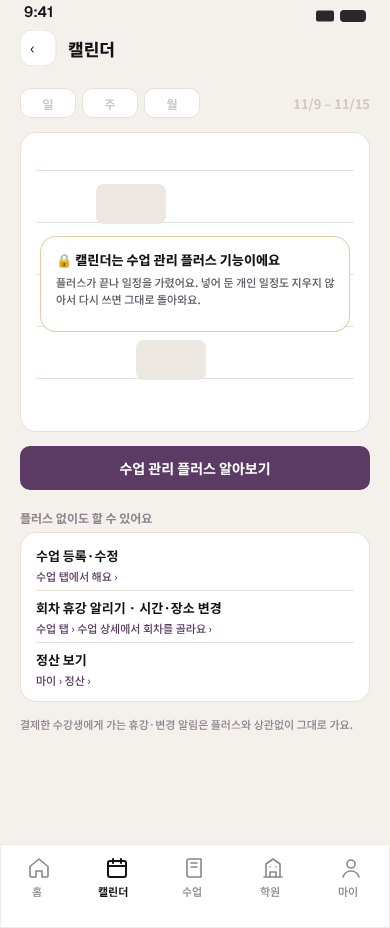 9:41
‹ 캘린더
일 주 월 11/9 – 11/15
🔒 캘린더는 수업 관리 플러스 기능이에요
플러스가 끝나 일정을 가렸어요. 넣어 둔 개인 일정도 지우지 않
아서 다시 쓰면 그대로 돌아와요.
수업 관리 플러스 알아보기
플러스 없이도 할 수 있어요
수업 등록·수정
수업 탭에서 해요 ›
회차 휴강 알리기 · 시간·장소 변경
수업 탭 › 수업 상세에서 회차를 골라요 ›
정산 보기
마이 › 정산 ›
결제한 수강생에게 가는 휴강·변경 알림은 플러스와 상관없이 그대로 가요.
홈 캘린더 수업 학원 마이